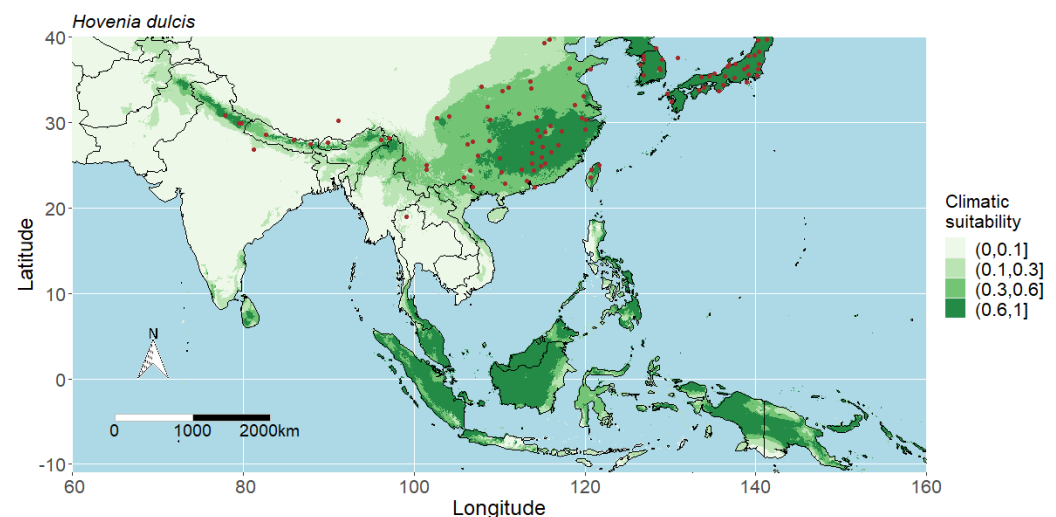 Hovenia dulcis
40
30
20
10
0
-10
Latitude
N
0 1000 2000km
60 80 100 120 140 160
Longitude
Climatic
suitability
(0,0.1]
(0.1,0.3]
(0.3,0.6]
(0.6,1]